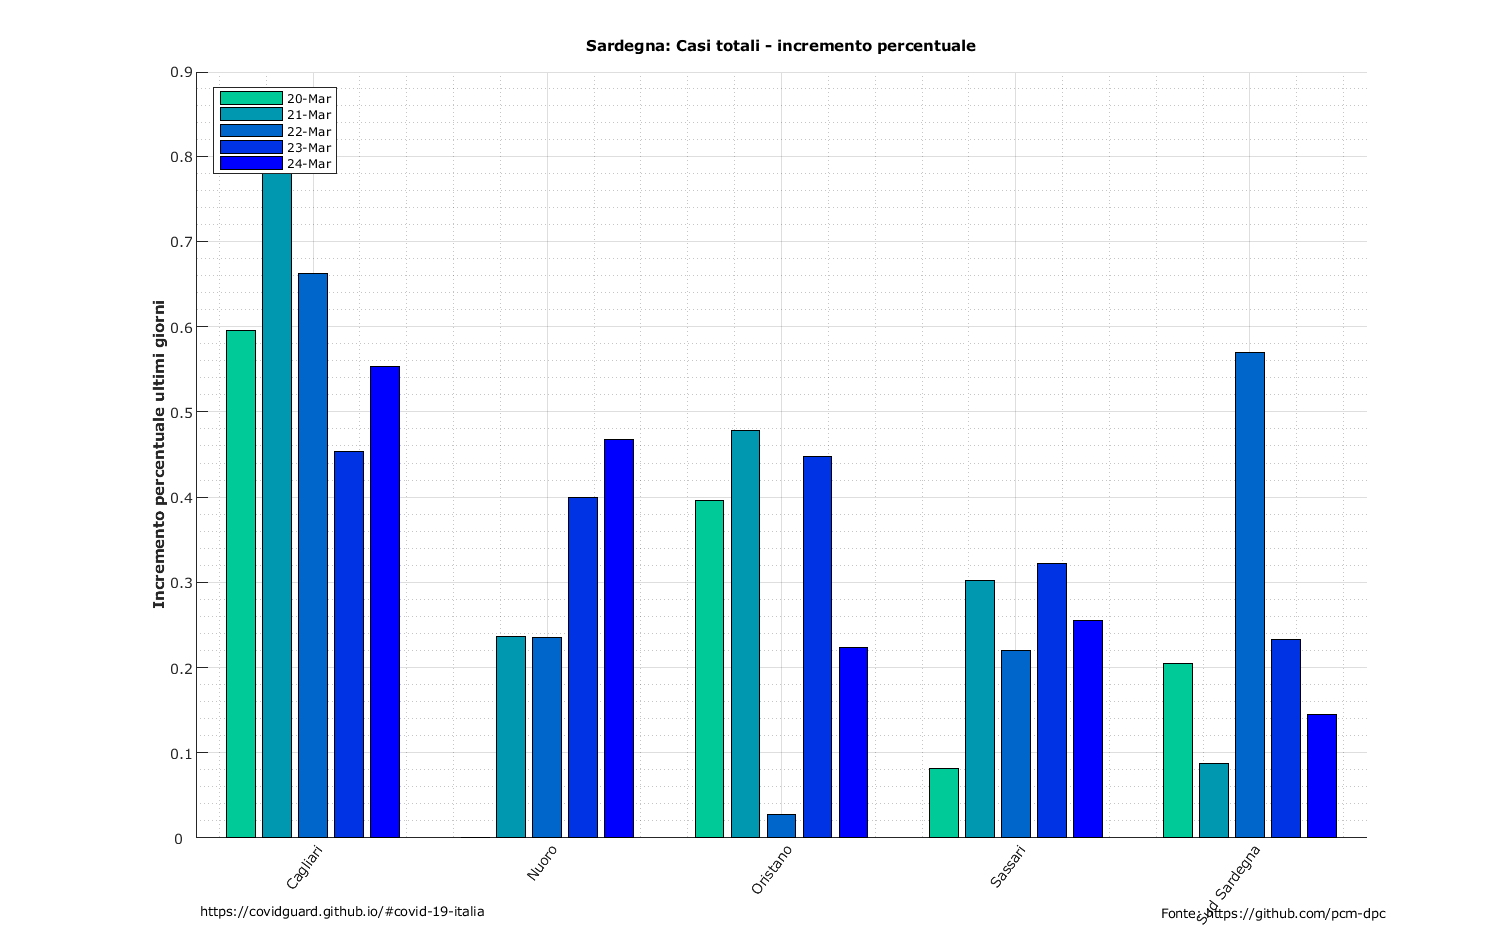 Sardegna: Casi totali - incremento percentuale
0.9
0.8
0.7
0.6
0.5
0.4
0.3
0.2
0.1
0
Incremento percentuale ultimi giorni
20-Mar
21-Mar
22-Mar
23-Mar
24-Mar
Cagliari
Nuoro
Oristano
Sassari
Sud Sardegna
https://covidguard.github.io/#covid-19-italia
Fonte: https://github.com/pcm-dpc